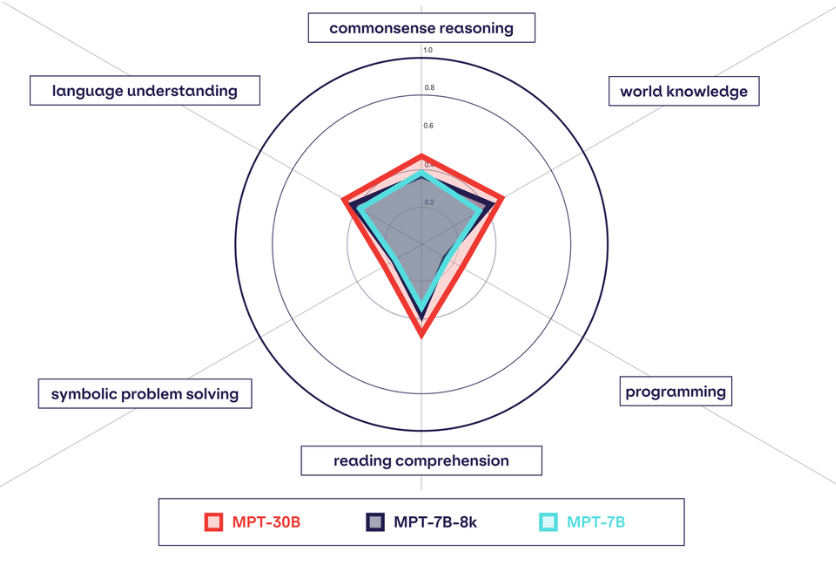 commonsense reasoning
1.0
language understanding
0.8
world knowledge
0.6
0.4
0.2
symbolic problem solving
programming
reading comprehension
MPT-30B
MPT-7B-8k
MPT-7B